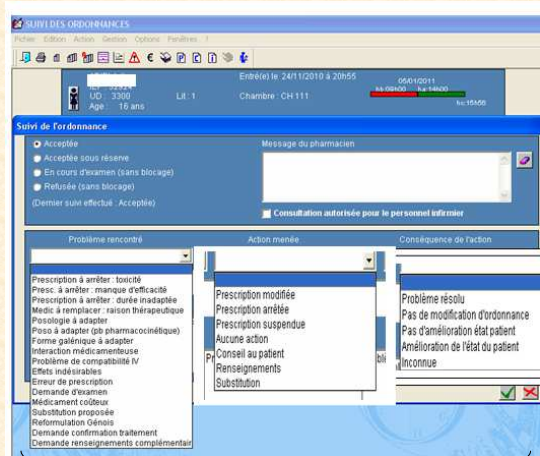 SUIVI DES ORDONNANCES
Fichier Edition Action Gestion Options Fenêtres ?
UD : 3300
Age : 16 ans
Lit : 1
Entré(e) le 24/11/2010 à 20h55
Chambre : CH111
05/01/2011
Suivi de l'ordonnance
Acceptée
Acceptée sous réserve
En cours d'examen (sans blocage)
Refusée (sans blocage)
(Dernier suivi effectué : Acceptée)
Message du pharmacien
Consultation autorisée pour le personnel infirmier
Problème rencontré
Prescription à arrêter : toxicité
Presc. à arrêter : manque d'efficacité
Prescription à arrêter : durée inadaptée
Medic à remplacer : raison thérapeutique
Posologie à adapter
Poso à adapter (pb pharmacocinétique)
Forme galénique à adapter
Interaction médicamenteuse
Problème de compatibilité IV
Effets indésirables
Erreur de prescription
Demande d'examen
Médicament coûteux
Substitution proposée
Reformulation Génois
Demande confirmation traitement
Demande renseignements complémentair
Action menée
Prescription modifiée
Prescription arrêtée
Prescription suspendue
Aucune action
Conseil au patient
Renseignements
Substitution
Conséquence de l'action
Problème résolu
Pas de modification d'ordonnance
Pas d'amélioration état patient
Amélioration de l'état du patient
Inconnue